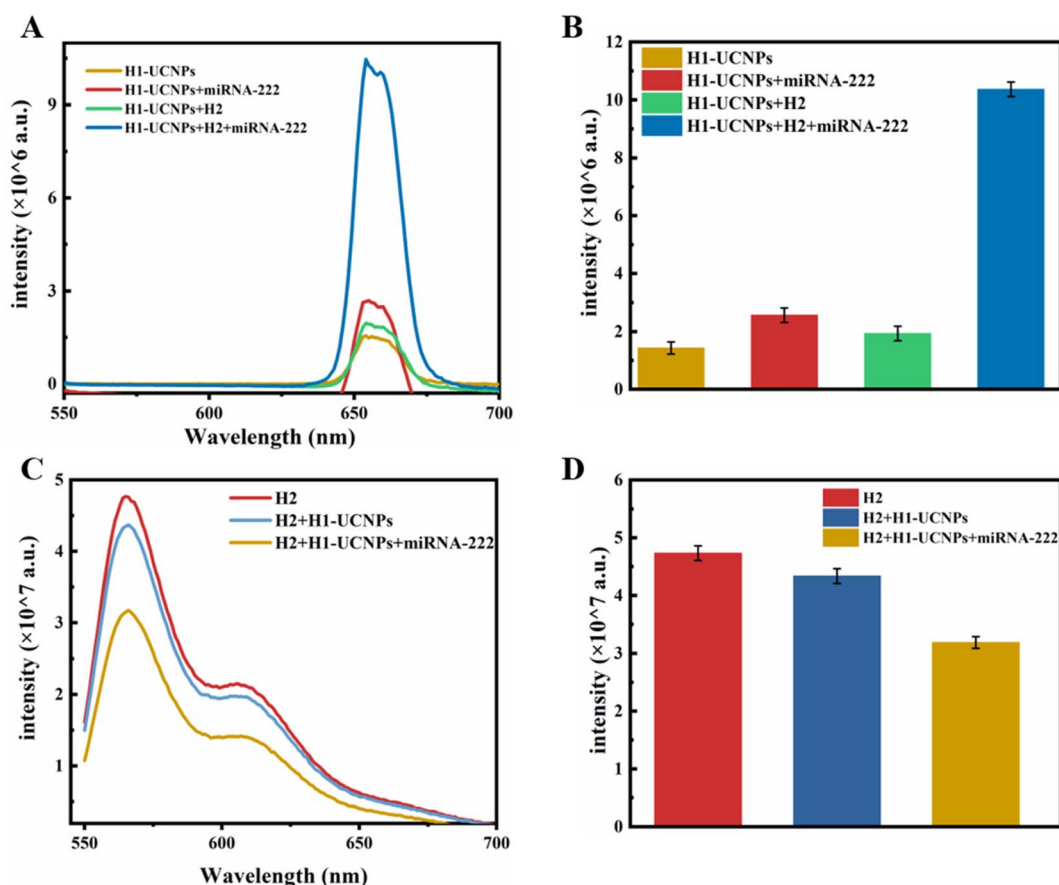 A
H1-UCNPs
H1-UCNPs+miRNA-222
H1-UCNPs+H2
H1-UCNPs+H2+miRNA-222
intensity (×10^6 a.u.)
9
6
3
0
550 600 650 700
Wavelength (nm)
B
H1-UCNPs
H1-UCNPs+miRNA-222
H1-UCNPs+H2
H1-UCNPs+H2+miRNA-222
intensity (×10^6 a.u.)
12
10
8
6
4
2
0
C
H2
H2+H1-UCNPs
H2+H1-UCNPs+miRNA-222
intensity (×10^7 a.u.)
5
4
3
2
1
550 600 650 700
Wavelength (nm)
D
H2
H2+H1-UCNPs
H2+H1-UCNPs+miRNA-222
intensity (×10^7 a.u.)
6
5
4
3
2
1
0